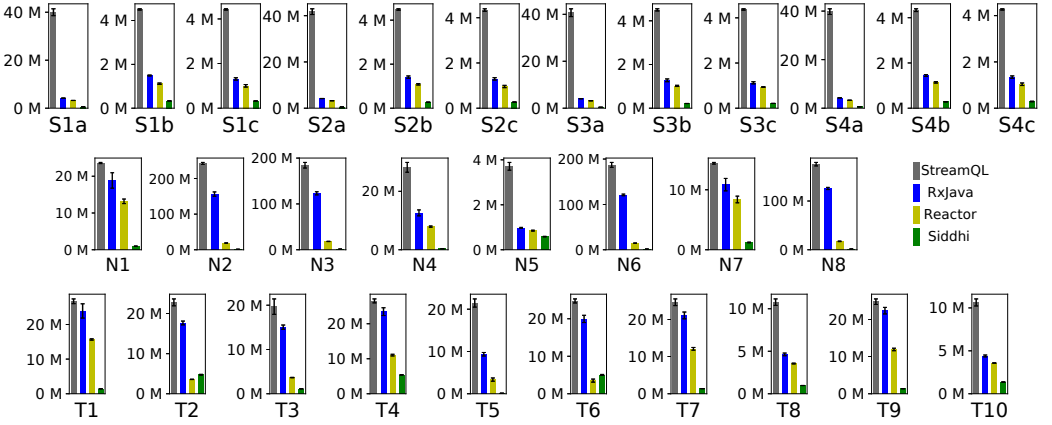 40 M
20 M
0 M
S1a
4 M
2 M
0 M
S1b
4 M
2 M
0 M
S1c
40 M
20 M
0 M
S2a
4 M
2 M
0 M
S2b
4 M
2 M
0 M
S2c
40 M
20 M
0 M
S3a
4 M
2 M
0 M
S3b
4 M
2 M
0 M
S3c
40 M
20 M
0 M
S4a
4 M
2 M
0 M
S4b
4 M
2 M
0 M
S4c
20 M
10 M
0 M
N1
200 M
100 M
0 M
N2
200 M
100 M
0 M
N3
20 M
0 M
N4
4 M
2 M
0 M
N5
200 M
100 M
0 M
N6
10 M
0 M
N7
100 M
0 M
N8
StreamQL
RxJava
Reactor
Siddhi
20 M
10 M
0 M
T1
20 M
10 M
0 M
T2
20 M
10 M
0 M
T3
20 M
10 M
0 M
T4
20 M
10 M
0 M
T5
20 M
10 M
0 M
T6
20 M
10 M
0 M
T7
10 M
5 M
0 M
T8
20 M
10 M
0 M
T9
10 M
5 M
0 M
T10